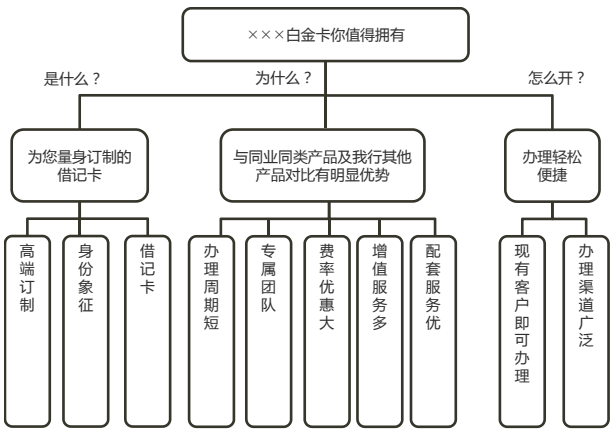 ×××白金卡你值得拥有
是什么？
为什么？
怎么开？
为您量身订制的
借记卡
与同业同类产品及我行其他
产品对比有明显优势
办理轻松
便捷
高端订制
身份象征
借记卡
办理周期短
专属团队
费率优惠大
增值服务多
配套服务优
现有客户即可办理
办理渠道广泛